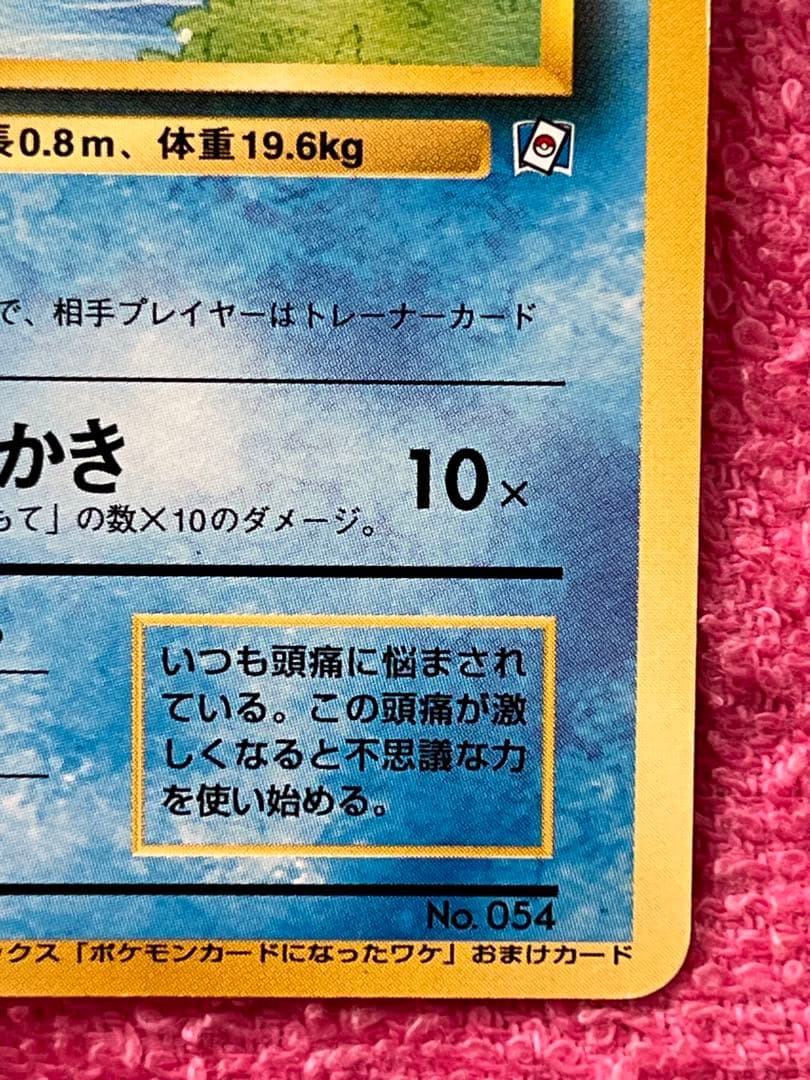 長0.8m、体重19.6kg
で、相手プレイヤーはトレーナーカード
かき
10×
もて」の数×10のダメージ。
いつも頭痛に悩まされ
ている。この頭痛が激
しくなると不思議な力
を使い始める。
No. 054
ックス「ポケモンカードになったワケ」おまけカード